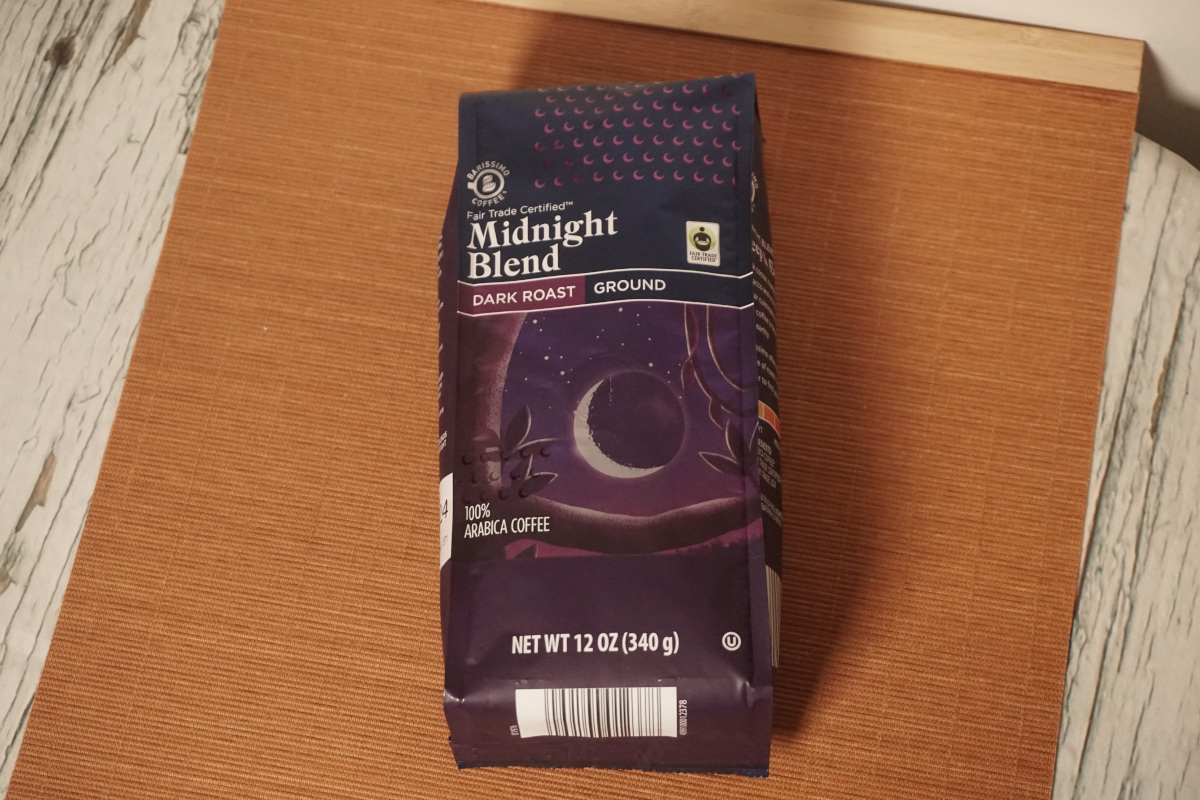 BARISSIMO
COFFEE
Fair Trade Certified™
Midnight
Blend
FAIR TRADE
CERTIFIED
DARK ROAST GROUND
100%
ARABICA COFFEE
NET WT 12 OZ (340 g)
U